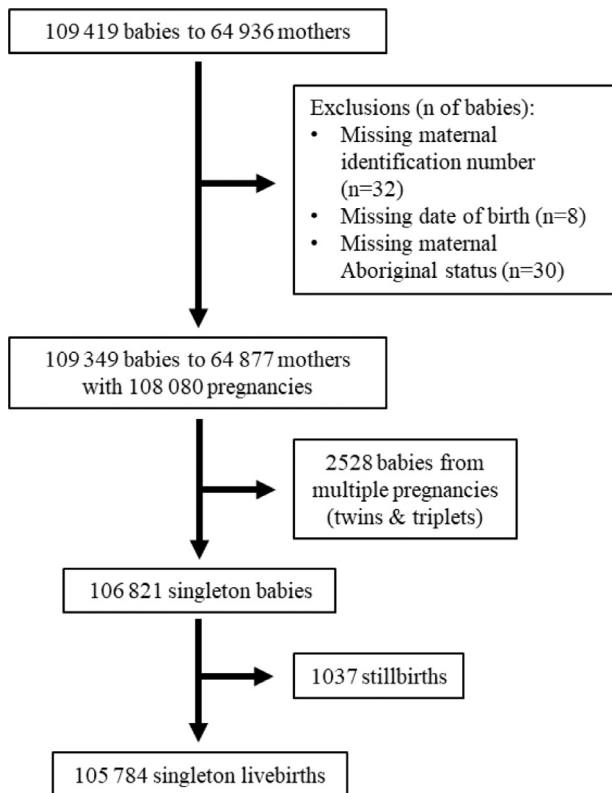 109 419 babies to 64 936 mothers
Exclusions (n of babies):
• Missing maternal
identification number
(n=32)
• Missing date of birth (n=8)
• Missing maternal
Aboriginal status (n=30)
109 349 babies to 64 877 mothers
with 108 080 pregnancies
2528 babies from
multiple pregnancies
(twins & triplets)
106 821 singleton babies
1037 stillbirths
105 784 singleton livebirths